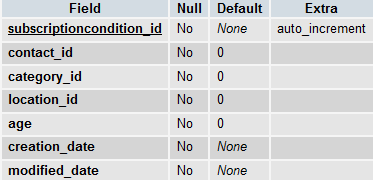 Field Null Default Extra
subscriptioncondition_id No None auto_increment
contact_id No 0
category_id No 0
location_id No 0
age No 0
creation_date No None
modified_date No None